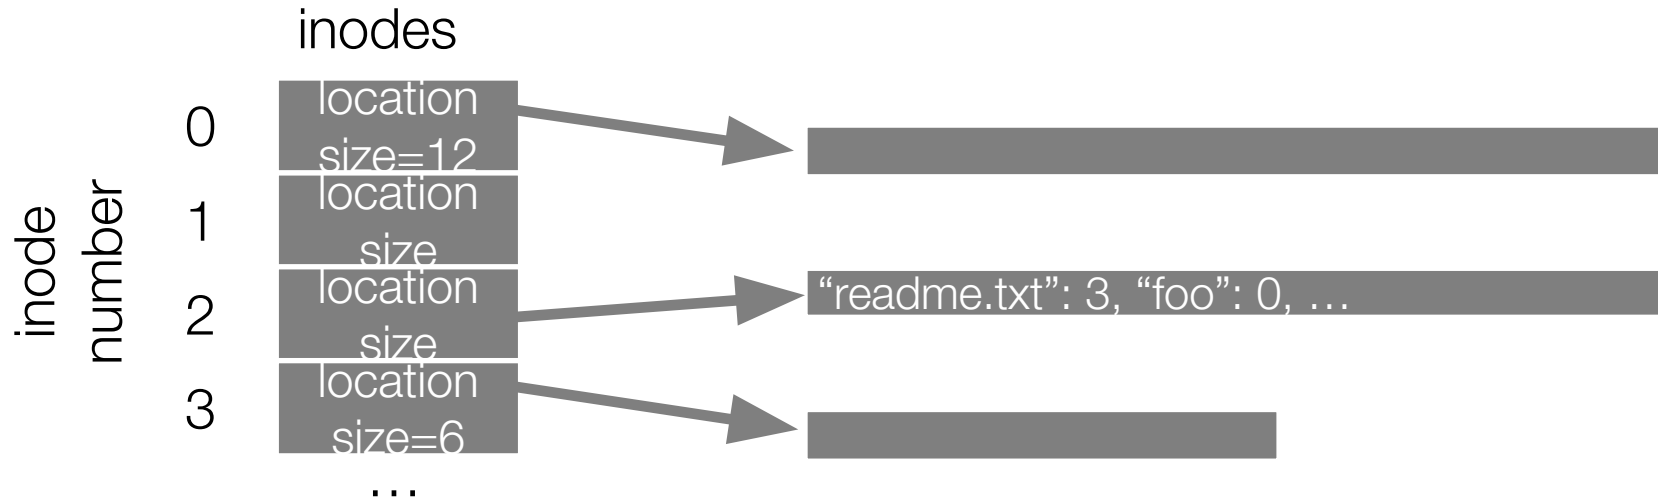 inodes
inode
number
0
location
size=12
1
location
size
2
location
size
“readme.txt”: 3, “foo”: 0, …
3
location
size=6
…